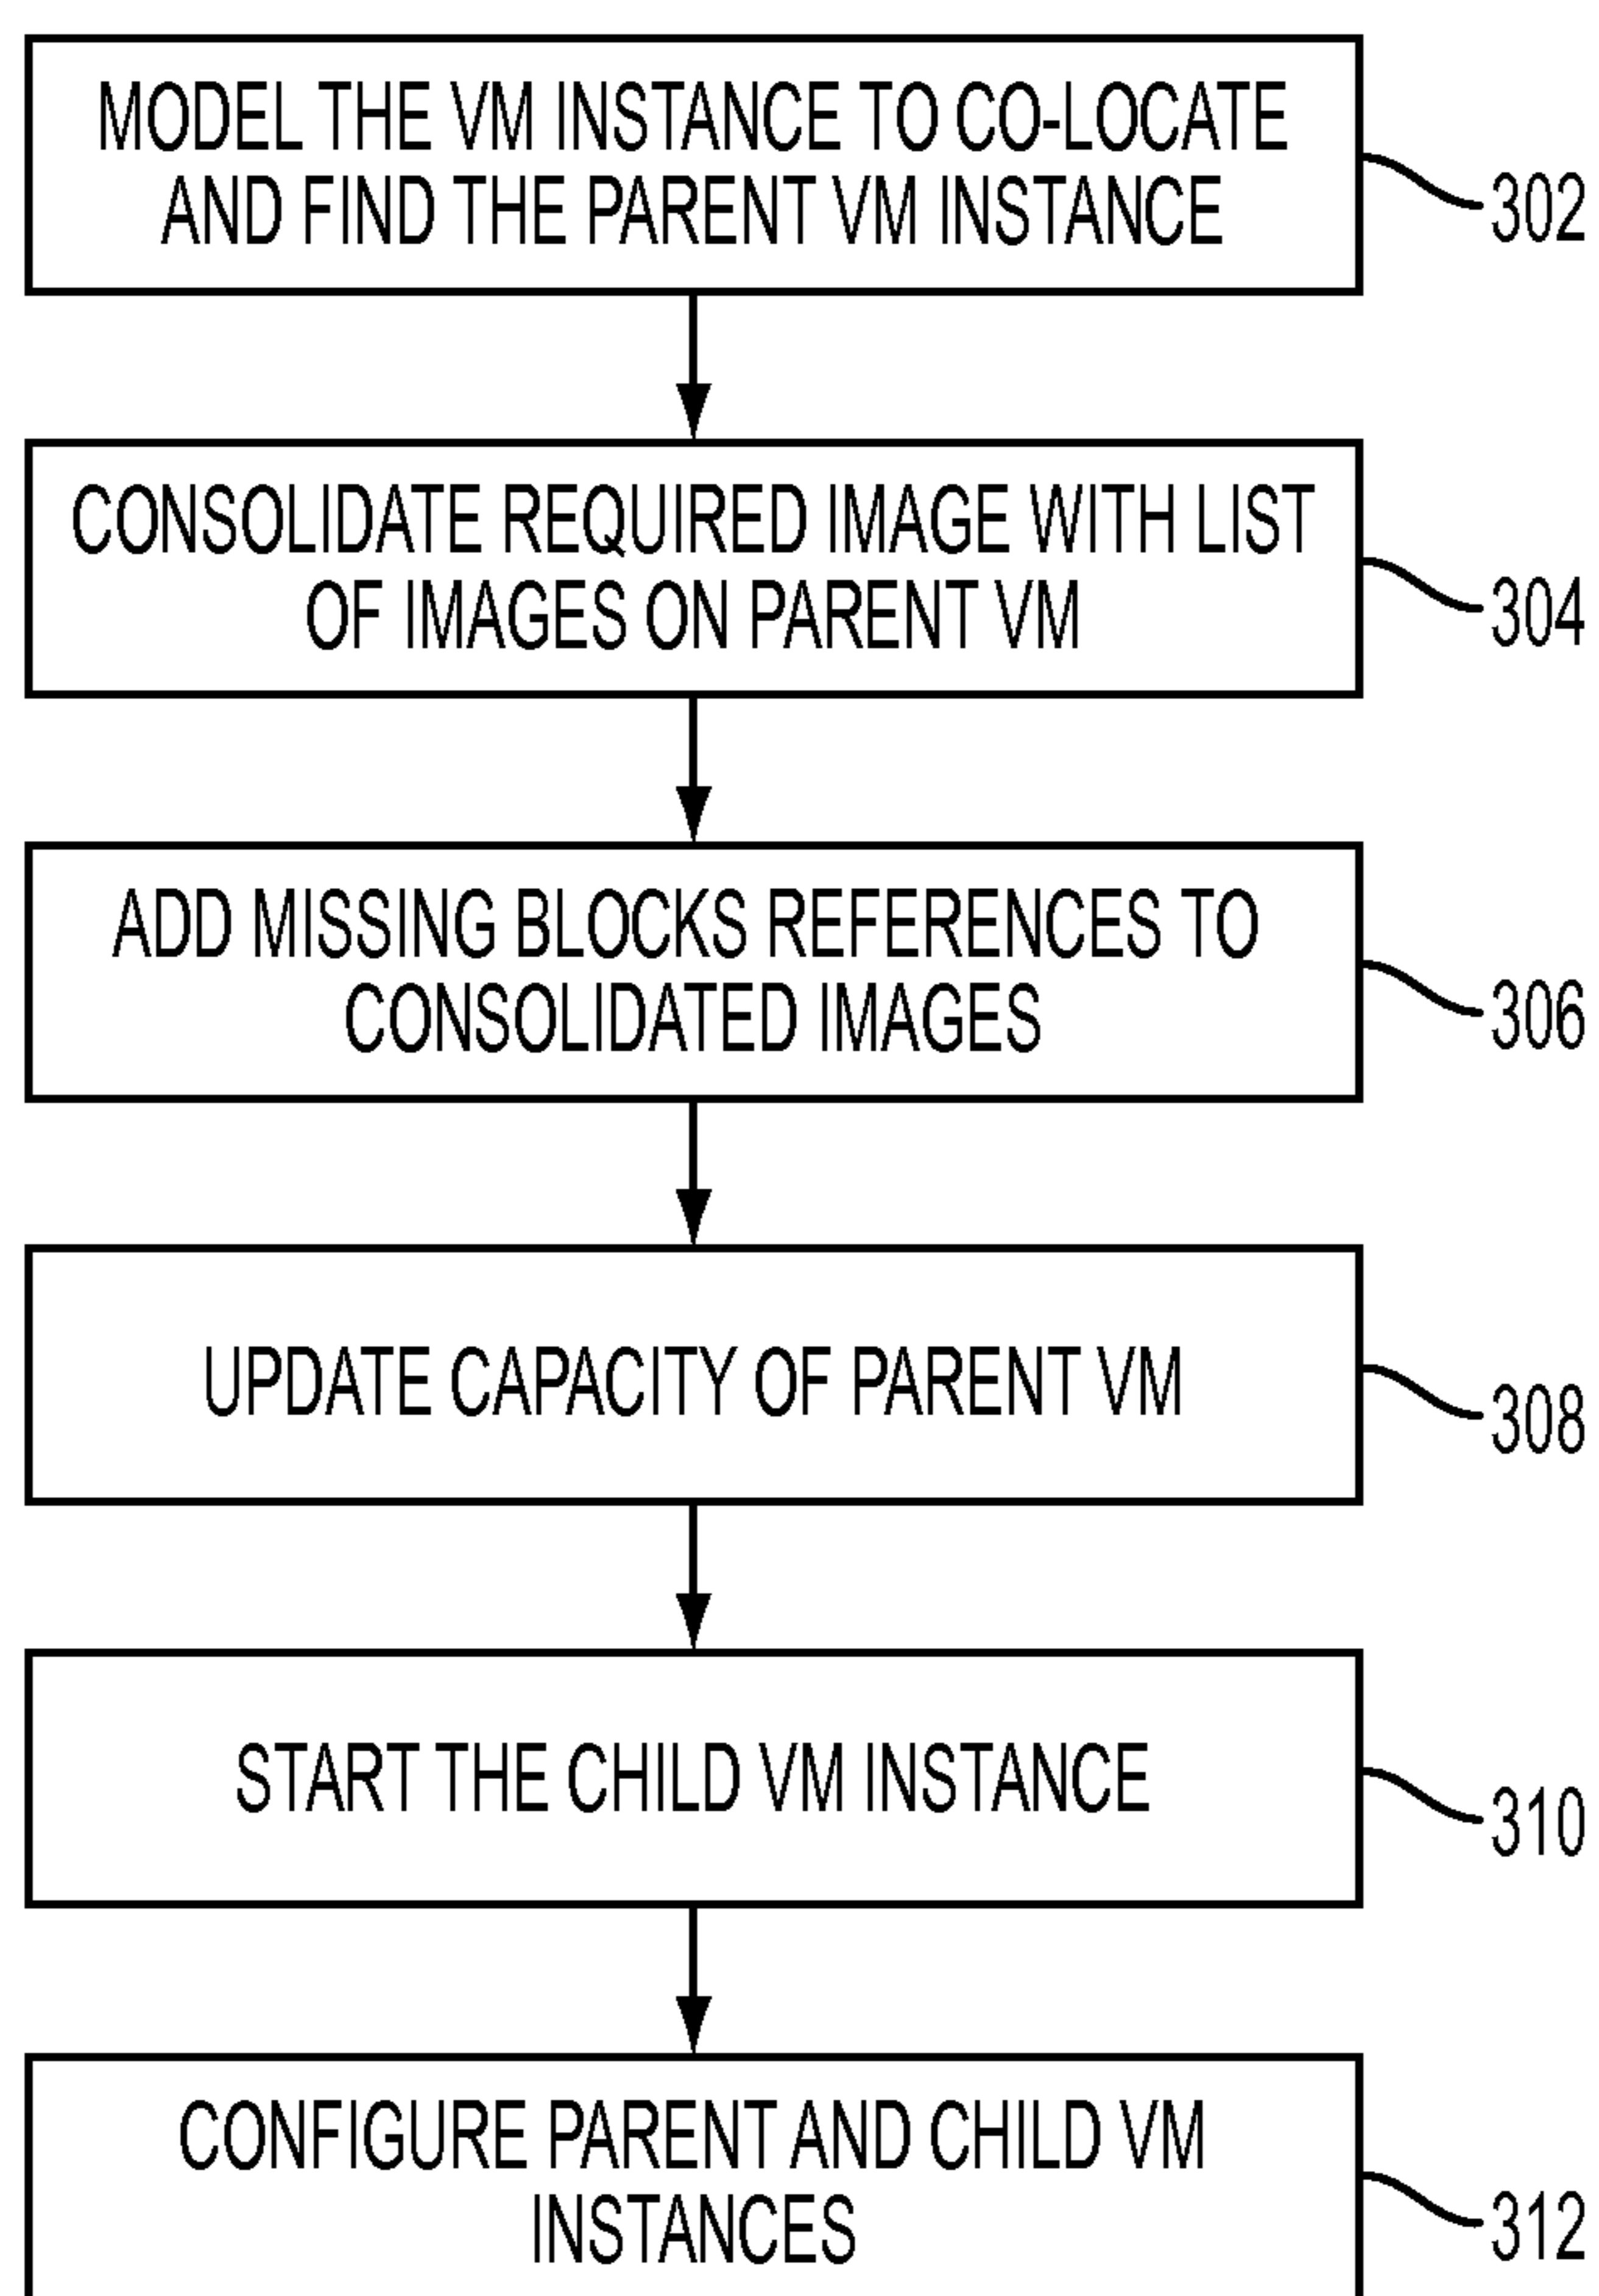 MODEL THE VM INSTANCE TO CO-LOCATE
AND FIND THE PARENT VM INSTANCE
302
CONSOLIDATE REQUIRED IMAGE WITH LIST
OF IMAGES ON PARENT VM
304
ADD MISSING BLOCKS REFERENCES TO
CONSOLIDATED IMAGES
306
UPDATE CAPACITY OF PARENT VM
308
START THE CHILD VM INSTANCE
310
CONFIGURE PARENT AND CHILD VM
INSTANCES
312